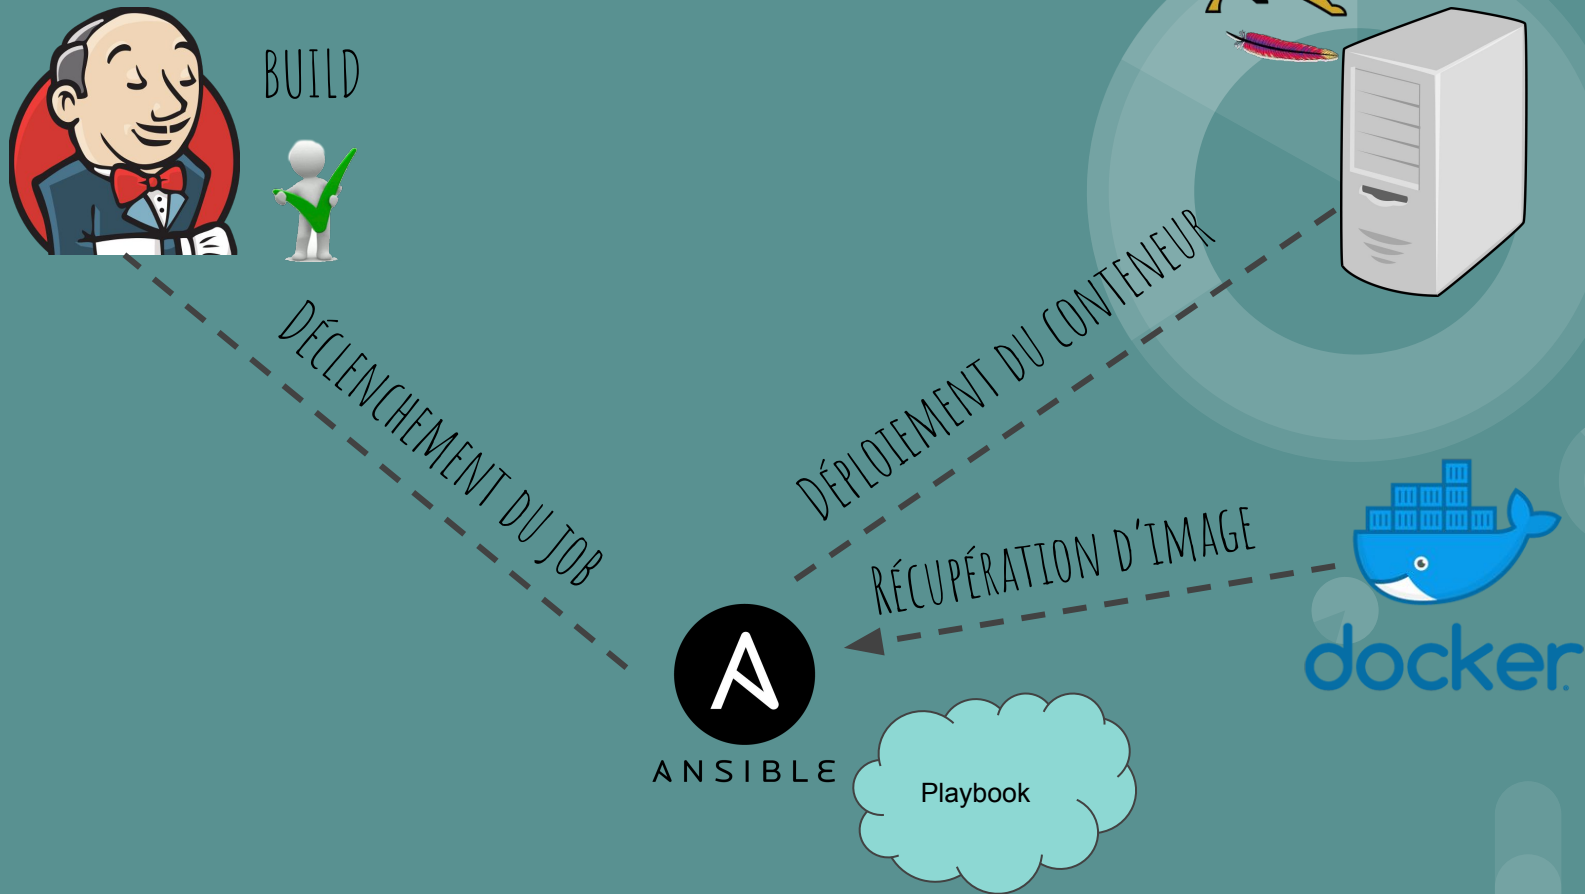 BUILD
DÉCLENCHEMENT DU JOB
DÉPLOIEMENT DU CONTENEUR
RÉCUPÉRATION D'IMAGE
docker
ANSIBLE
Playbook